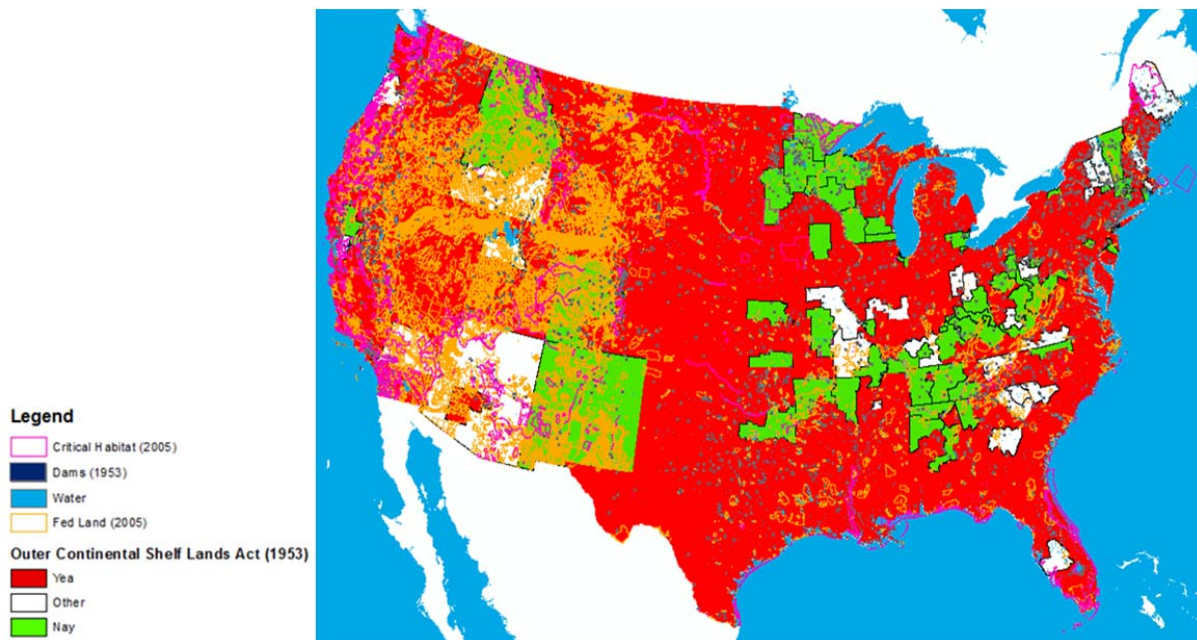 Legend
Critical Habitat (2005)
Dams (1953)
Water
Fed Land (2005)
Outer Continental Shelf Lands Act (1953)
Yea
Other
Nay